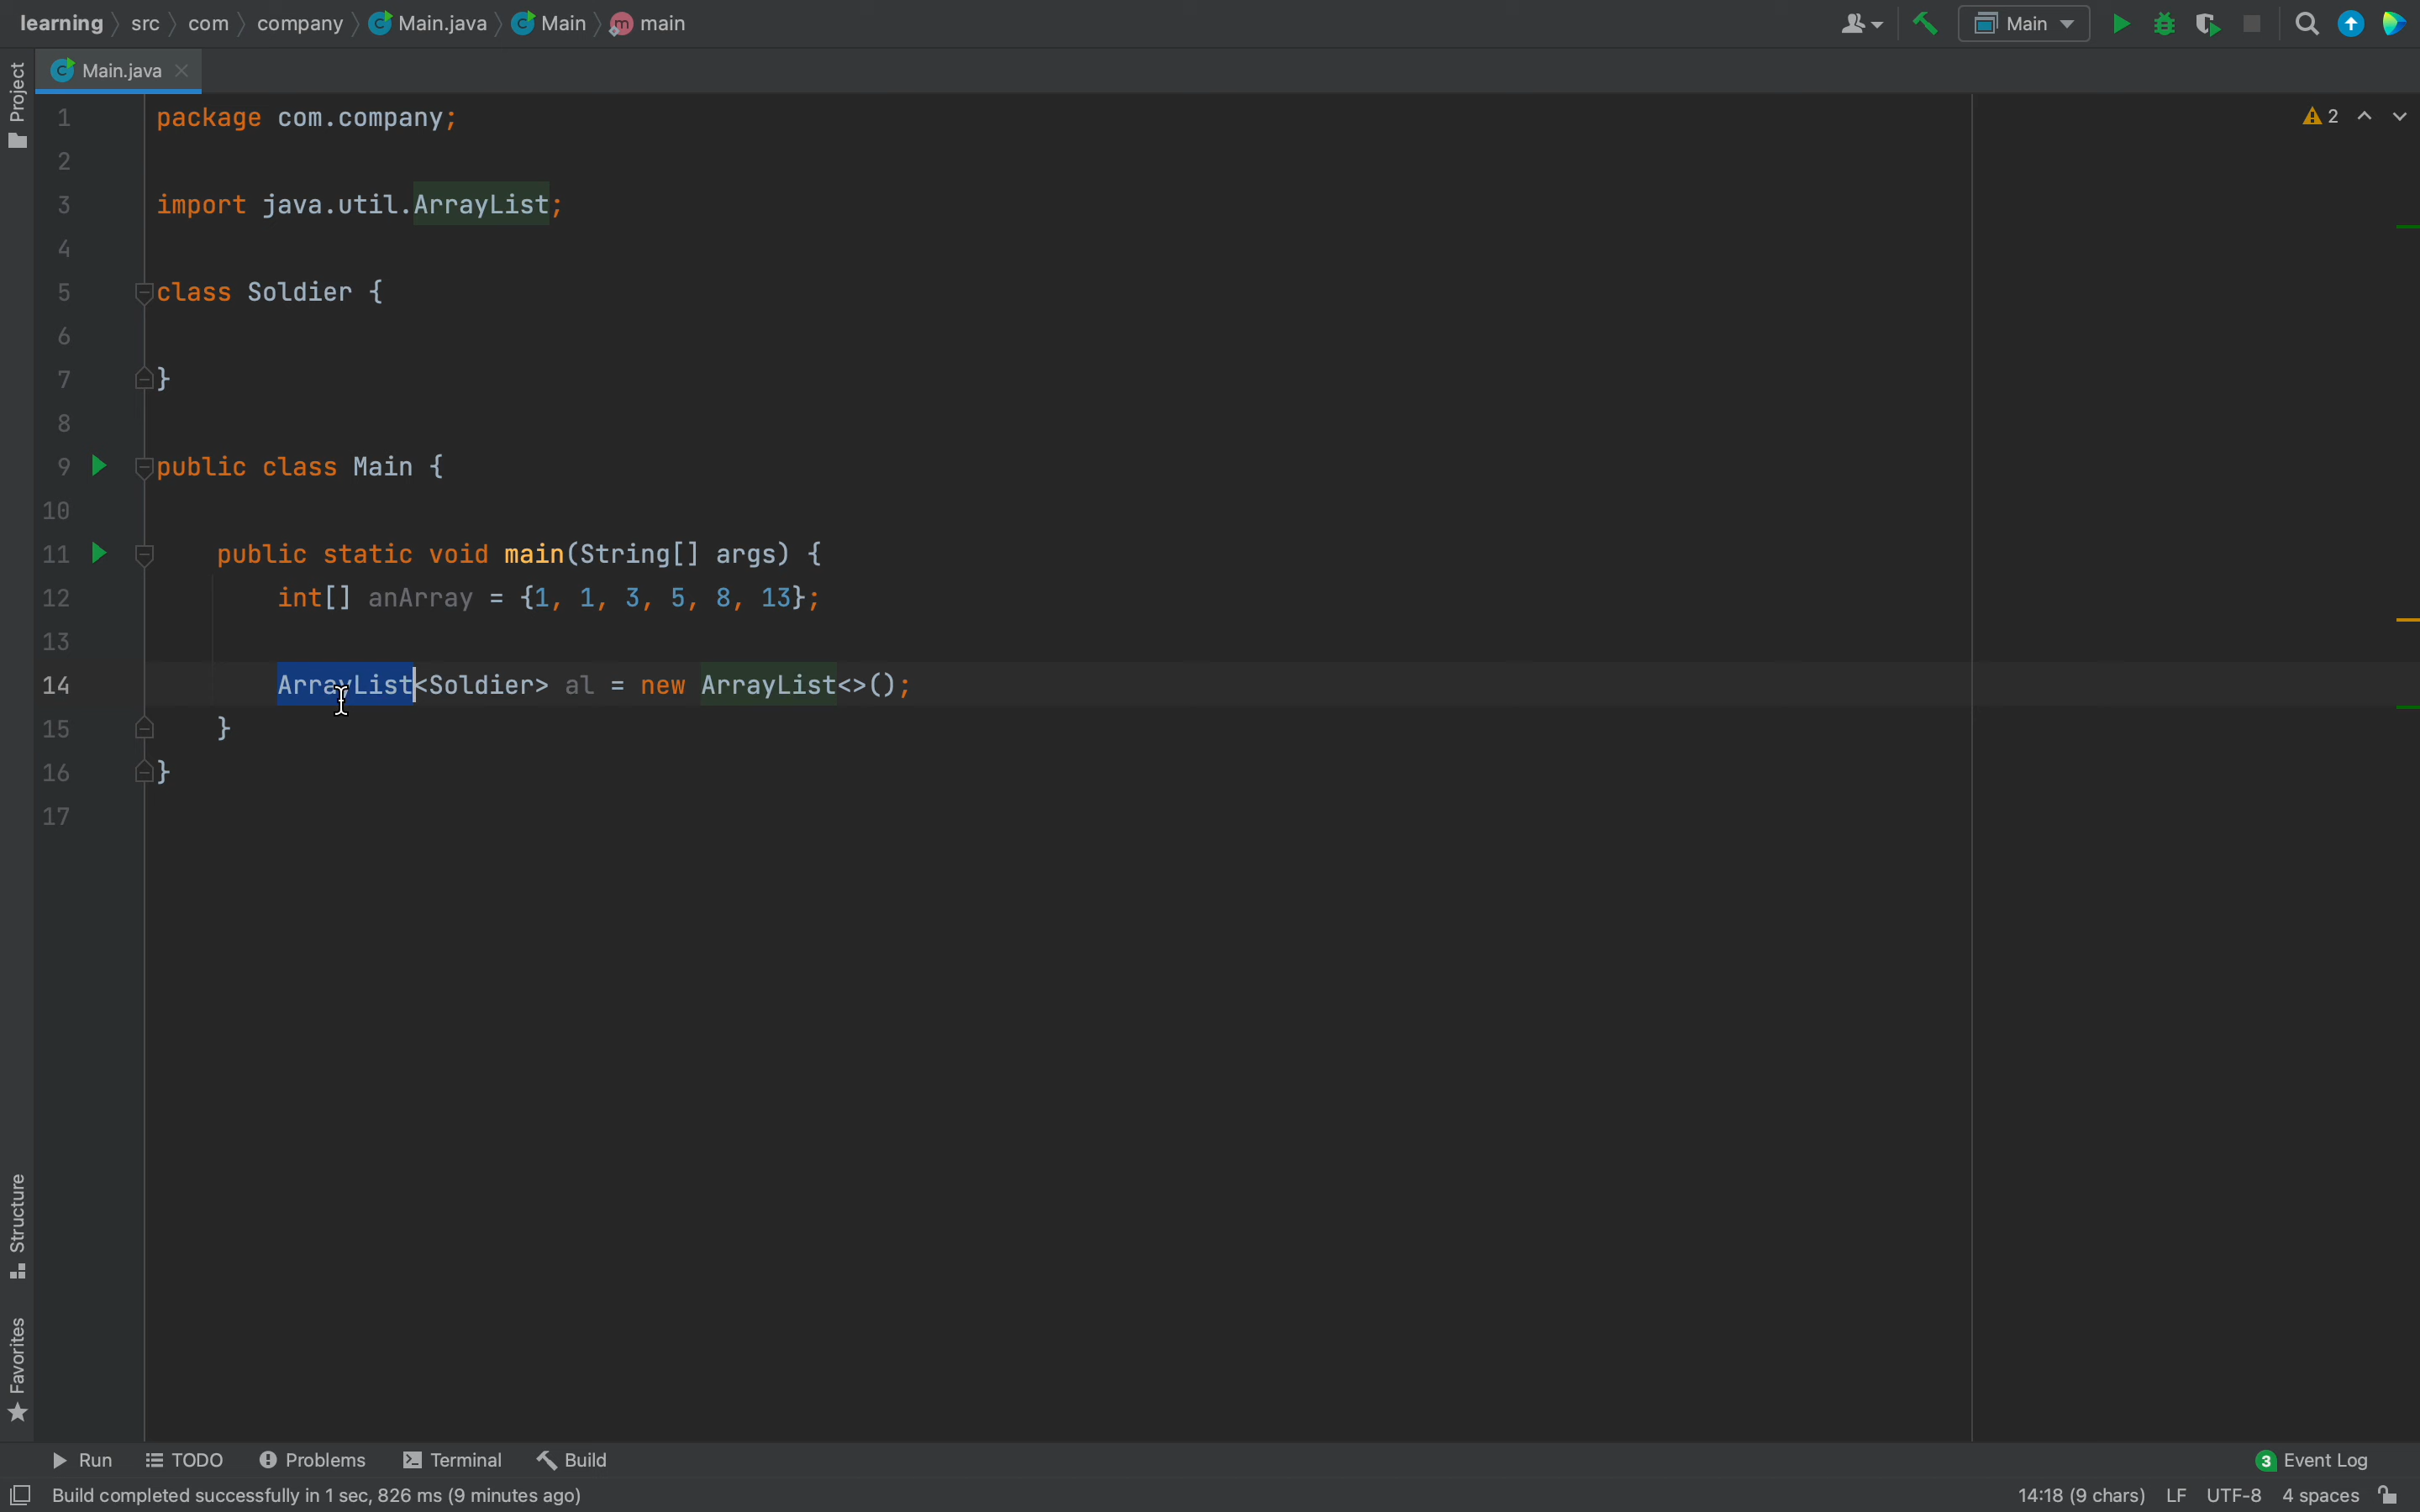 learning src com company Main.java Main main
Main
Project
Main.java
2
1 package com.company;
2
3 import java.util.ArrayList;
4
5 class Soldier {
6
7 }
8
9 public class Main {
10
11 public static void main(String[] args) {
12 int[] anArray = {1, 1, 3, 5, 8, 13};
13
14 ArrayList<Soldier> al = new ArrayList<>();
15 }
16 }
17
Structure
Favorites
Run TODO Problems Terminal Build 3 Event Log
Build completed successfully in 1 sec, 826 ms (9 minutes ago) 14:18 (9 chars) LF UTF-8 4 spaces